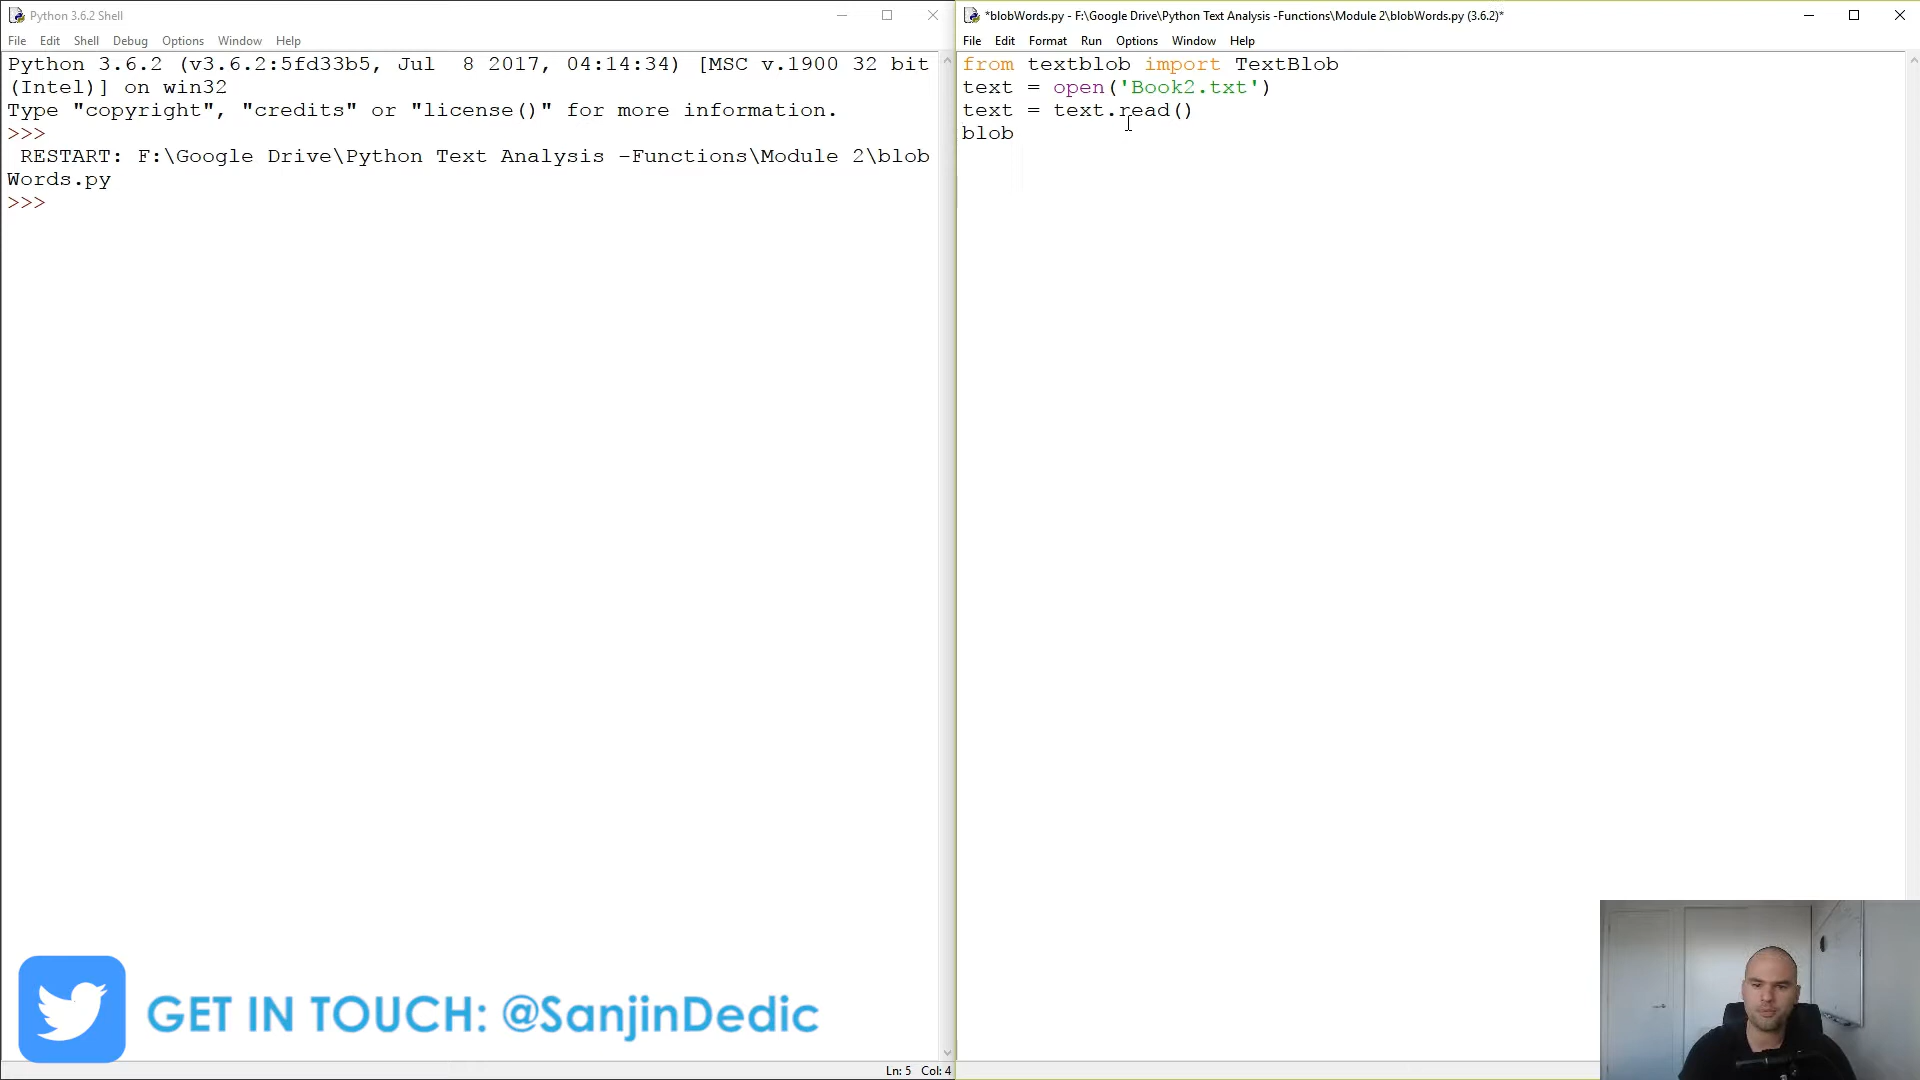 Python 3.6.2 Shell
File Edit Shell Debug Options Window Help
Python 3.6.2 (v3.6.2:5fd33b5, Jul  8 2017, 04:14:34) [MSC v.1900 32 bit
(Intel)] on win32
Type "copyright", "credits" or "license()" for more information.
>>>
 RESTART: F:\Google Drive\Python Text Analysis -Functions\Module 2\blob
Words.py
>>>
GET IN TOUCH: @SanjinDedic
Ln: 5 Col: 4
*blobWords.py - F:\Google Drive\Python Text Analysis -Functions\Module 2\blobWords.py (3.6.2)*
File Edit Format Run Options Window Help
from textblob import TextBlob
text = open('Book2.txt')
text = text.read()
blob